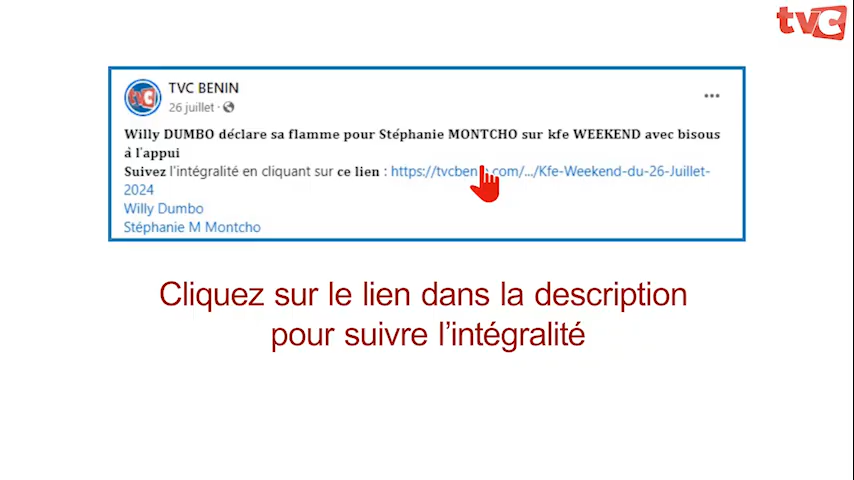 tvc
TVC BENIN
26 juillet ·
Willy DUMBO déclare sa flamme pour Stéphanie MONTCHO sur kfe WEEKEND avec bisous
à l'appui
Suivez l'intégralité en cliquant sur ce lien : https://tvcbeni .com/.../Kfe-Weekend-du-26-Juillet-
2024
Willy Dumbo
Stéphanie M Montcho
Cliquez sur le lien dans la description
pour suivre l'intégralité